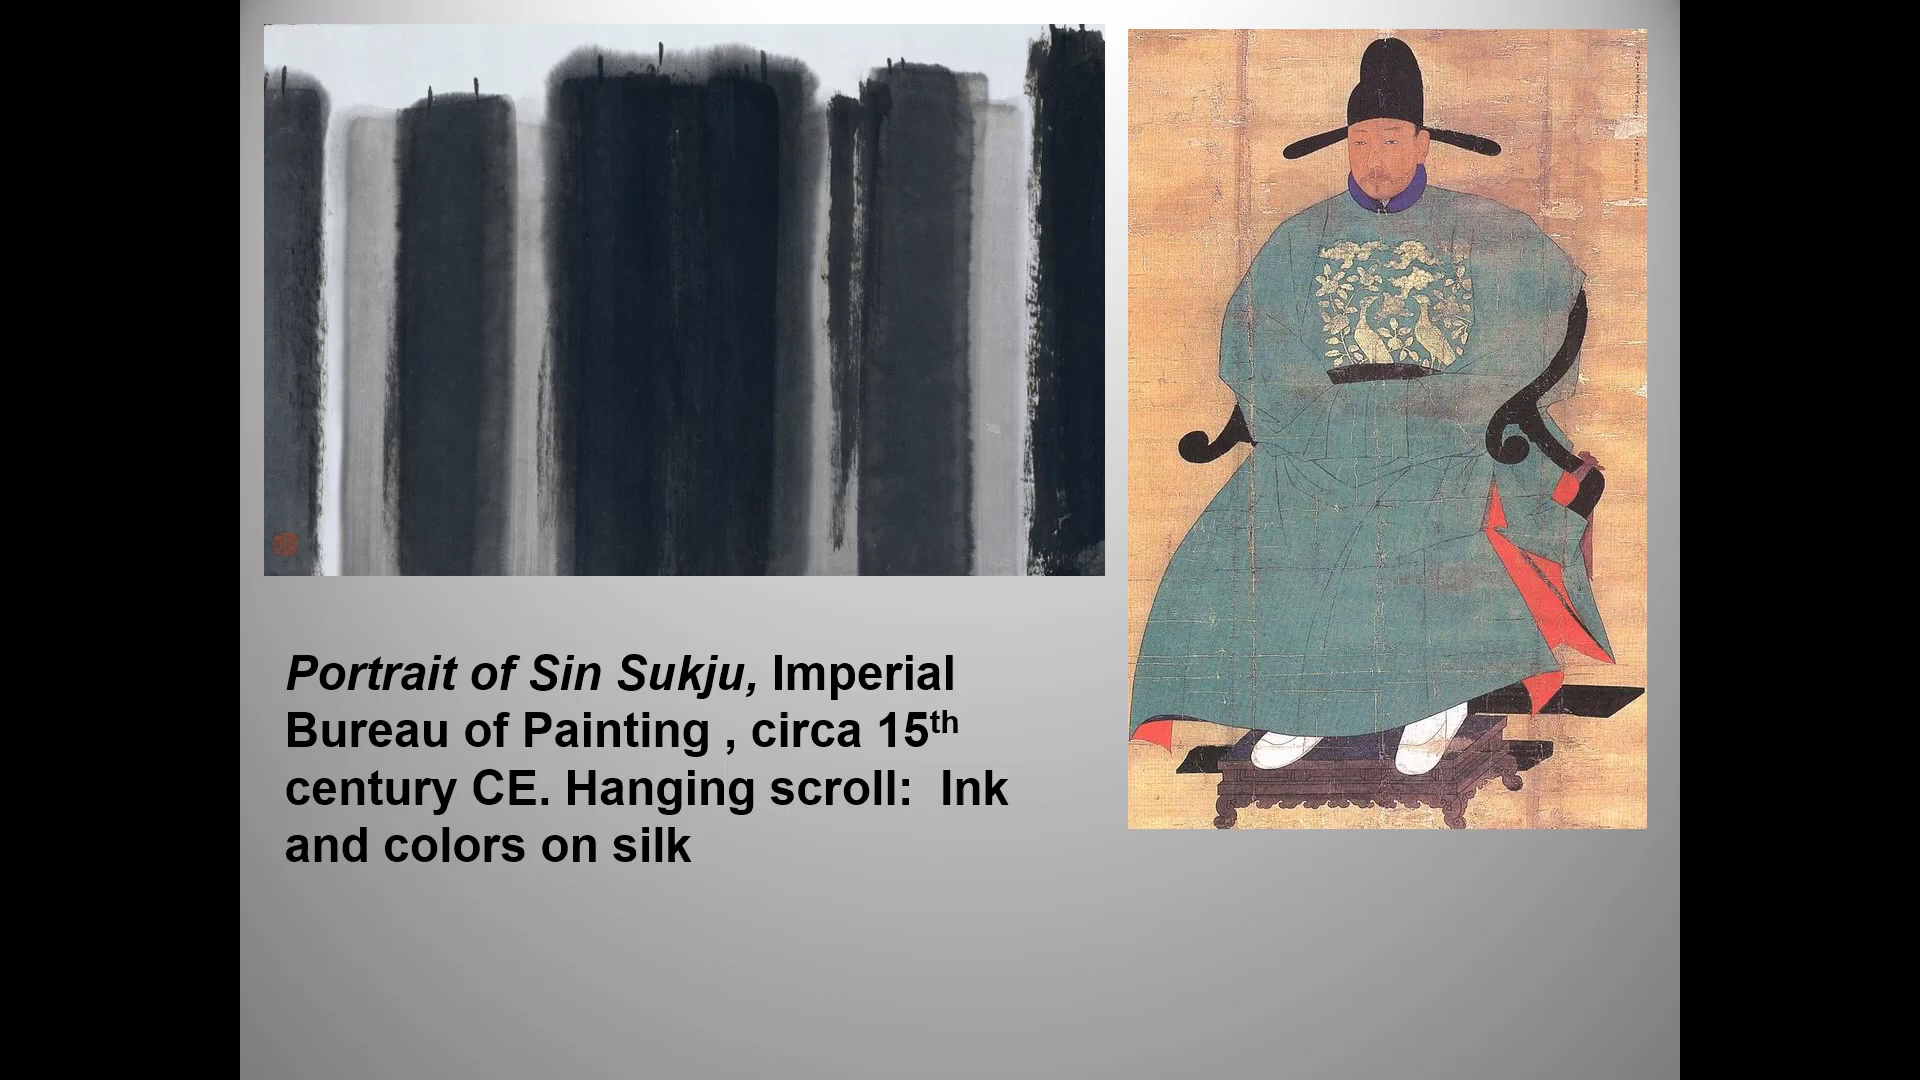 Portrait of Sin Sukju, Imperial
Bureau of Painting , circa 15th
century CE. Hanging scroll:  Ink
and colors on silk